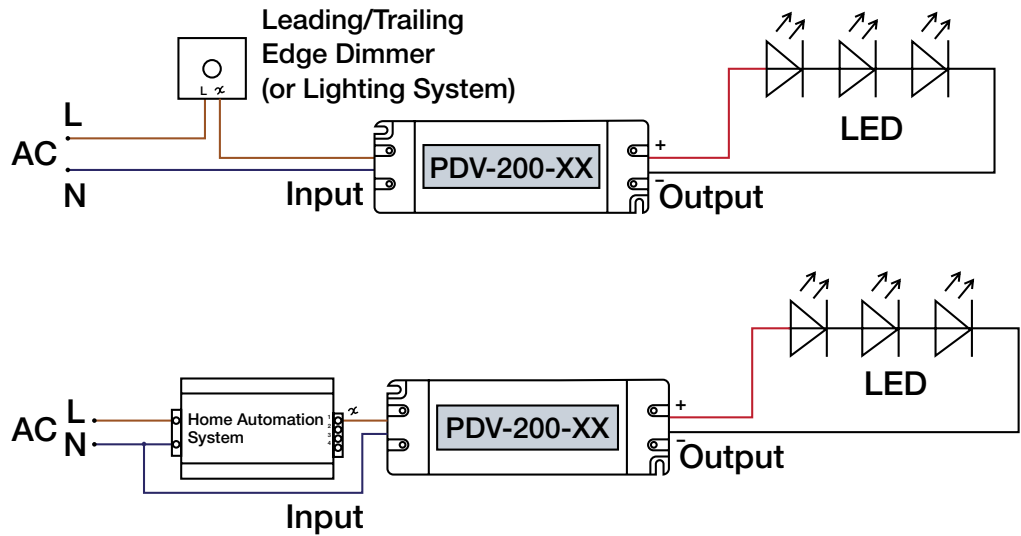 Leading/Trailing
Edge Dimmer
(or Lighting System)
L
L
AC
N
Input
PDV-200-XX
+
−
Output
LED
AC
L
N
Home Automation
System
1
2
3
4
Input
PDV-200-XX
+
−
Output
LED